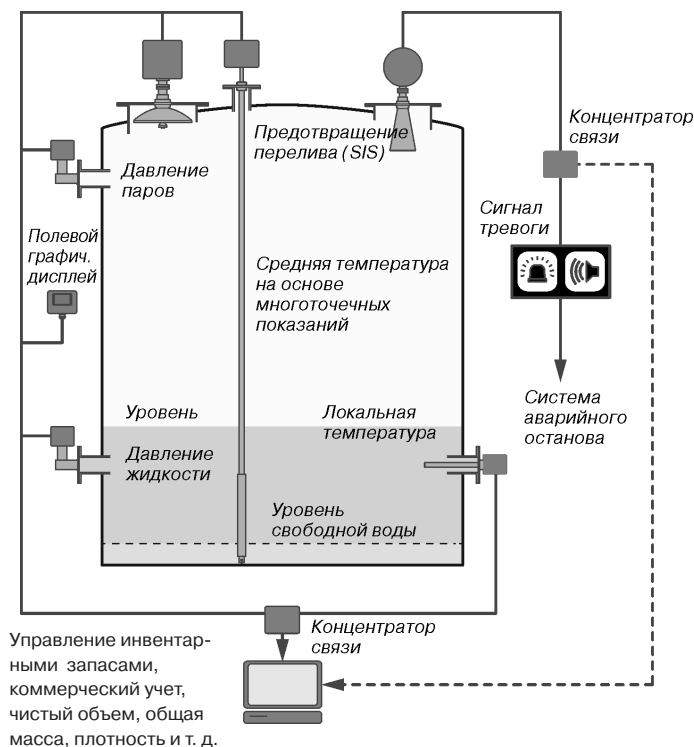 Концентратор
связи
Предотвращение
перелива (SIS)
Давление
паров
Сигнал
тревоги
Полевой
графич.
дисплей
Средняя температура
на основе
многоточечных
показаний
Система
аварийного
останова
Уровень
Локальная
температура
Давление
жидкости
Уровень
свободной воды
Концентратор
связи
Управление инвентар-
ными запасами,
коммерческий учет,
чистый объем, общая
масса, плотность и т. д.